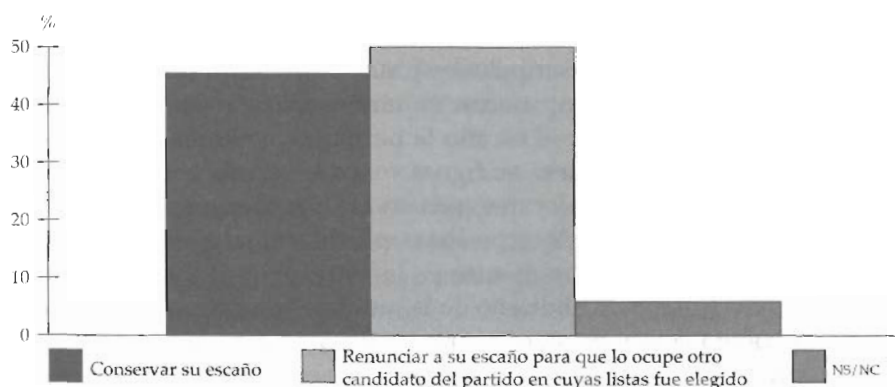 %
50
40
30
20
10
0
Conservar su escaño
Renunciar a su escaño para que lo ocupe otro
candidato del partido en cuyas listas fue elegido
NS/NC